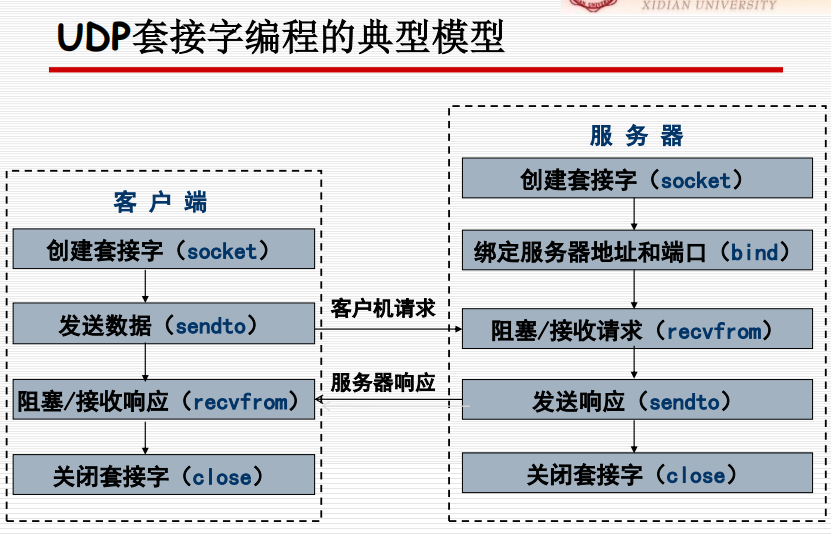 XIDIAN UNIVERSITY
UDP套接字编程的典型模型
客 户 端
创建套接字（socket）
发送数据（sendto）
阻塞/接收响应（recvfrom）
关闭套接字（close）
客户机请求
服务器响应
服 务 器
创建套接字（socket）
绑定服务器地址和端口（bind）
阻塞/接收请求（recvfrom）
发送响应（sendto）
关闭套接字（close）